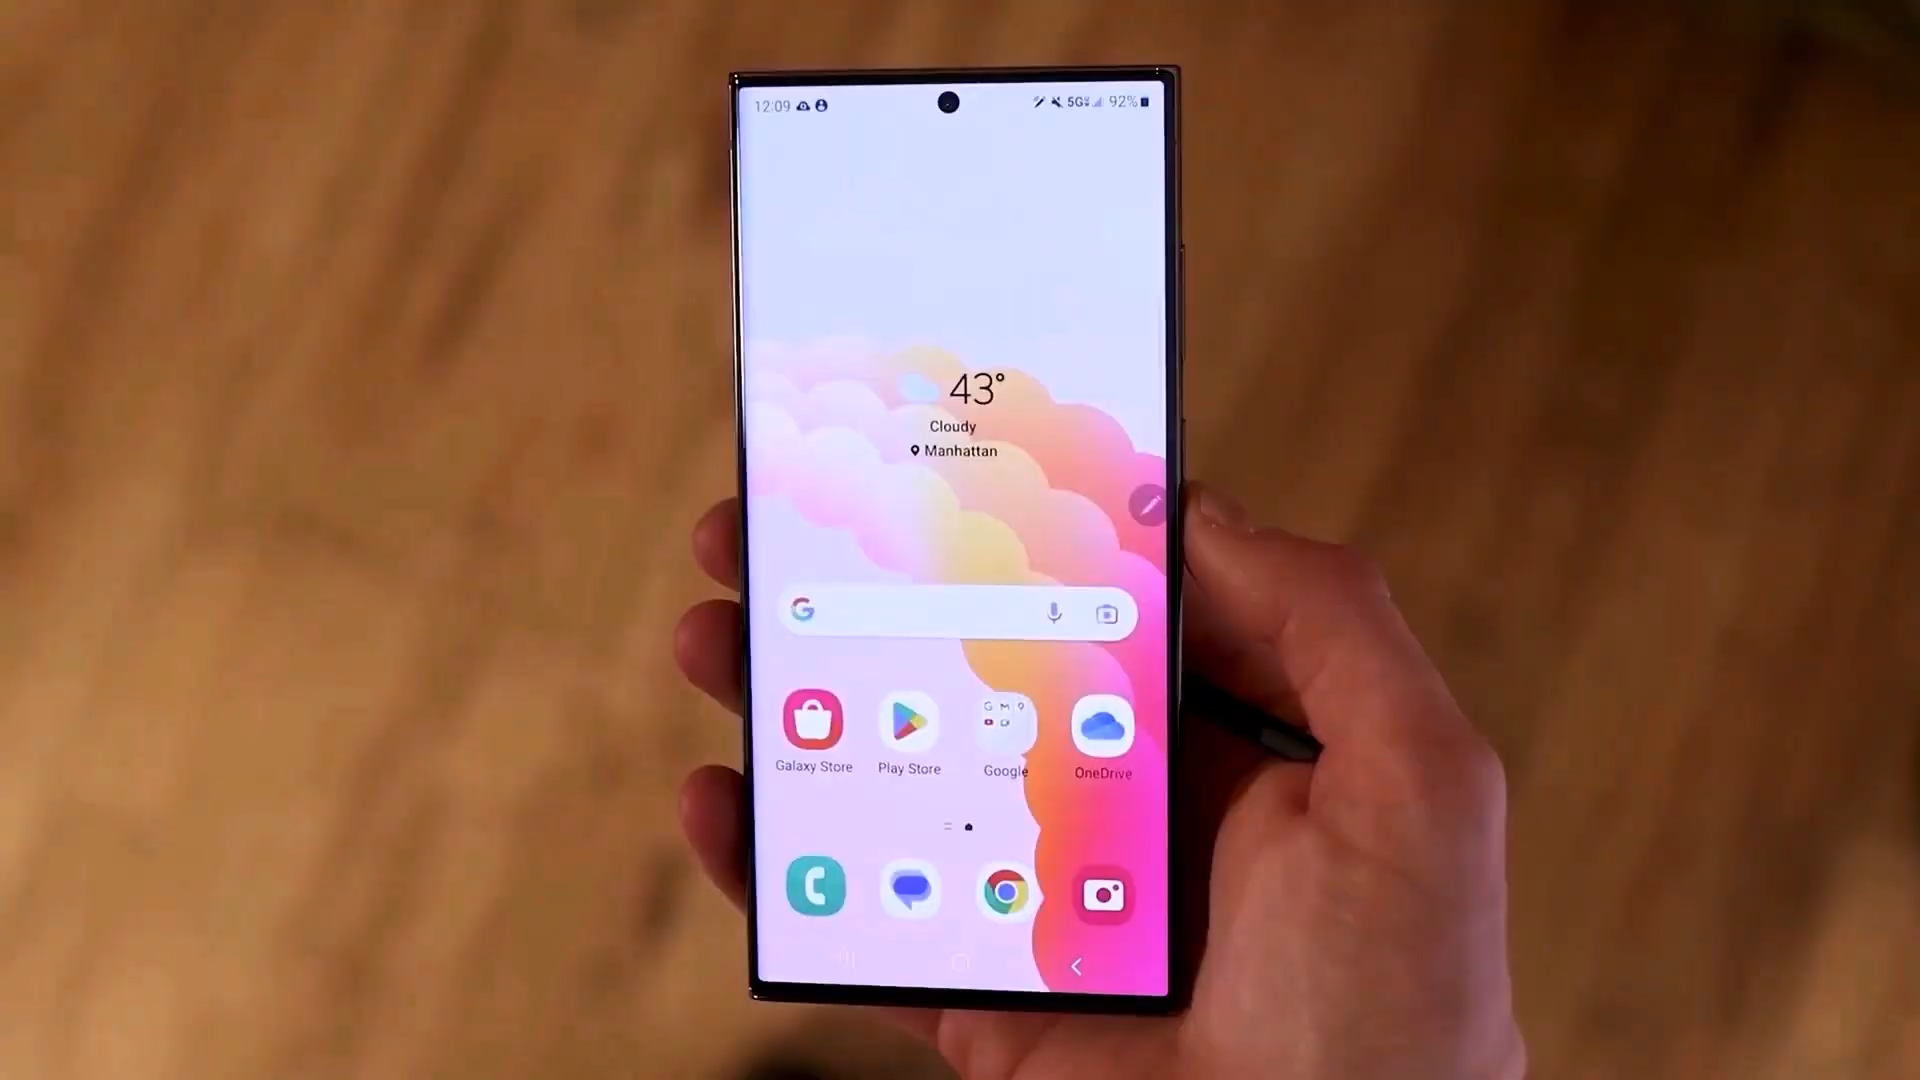 12:09
5G 92%
43°
Cloudy
Manhattan
Galaxy Store Play Store Google OneDrive